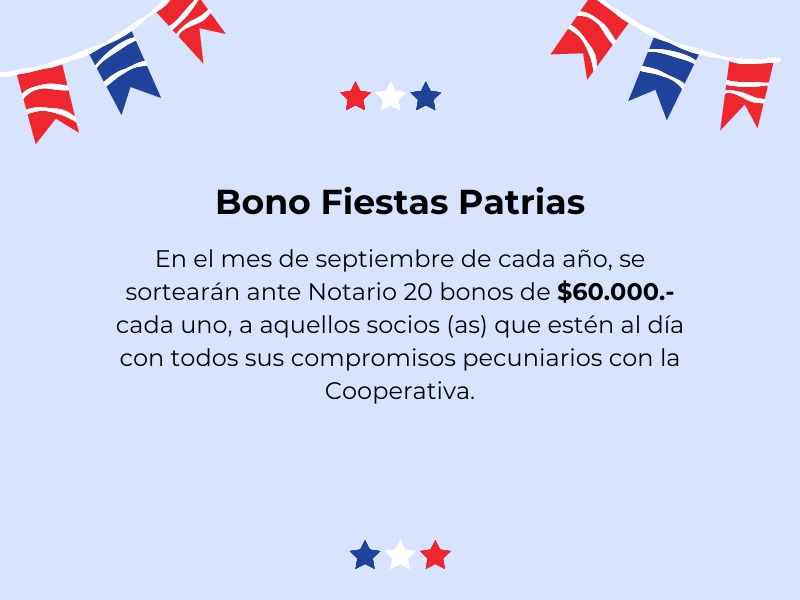 Bono Fiestas Patrias
En el mes de septiembre de cada año, se
sortearán ante Notario 20 bonos de $60.000.-
cada uno, a aquellos socios (as) que estén al día
con todos sus compromisos pecuniarios con la
Cooperativa.